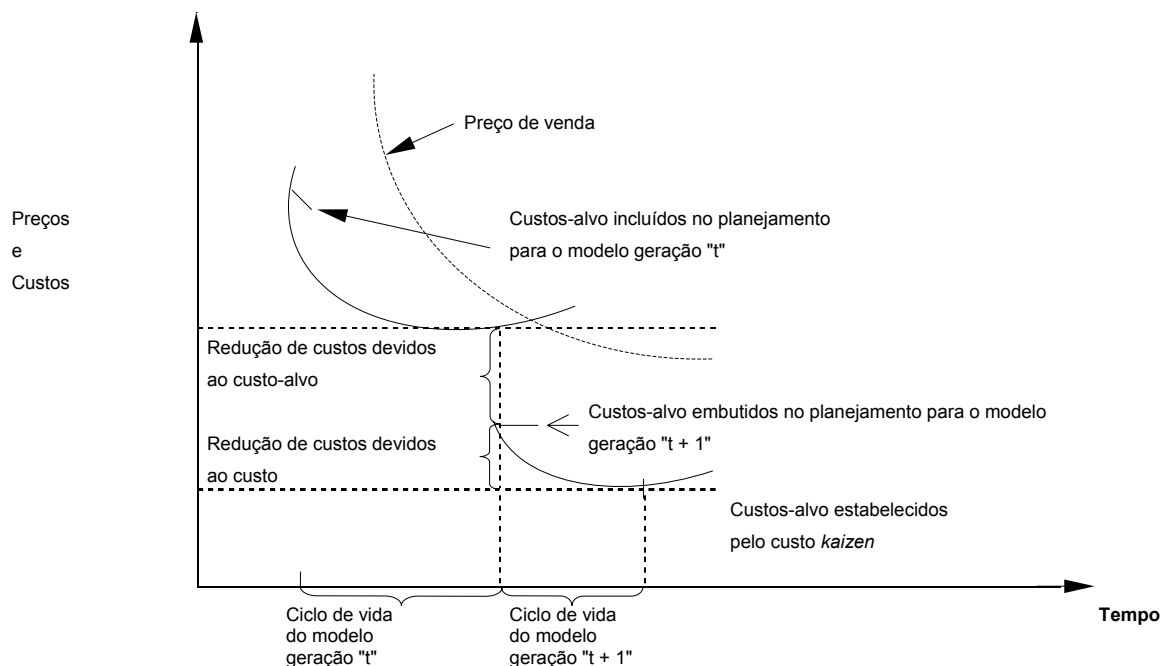 Preço de venda
Preços
e
Custos
Custos-alvo incluídos no planejamento
para o modelo geração "t"
Redução de custos devidos
ao custo-alvo
Custos-alvo embutidos no planejamento para o modelo
geração "t + 1"
Redução de custos devidos
ao custo
Custos-alvo estabelecidos
pelo custo kaizen
Ciclo de vida
do modelo
geração "t"
Ciclo de vida
do modelo
geração "t + 1"
Tempo